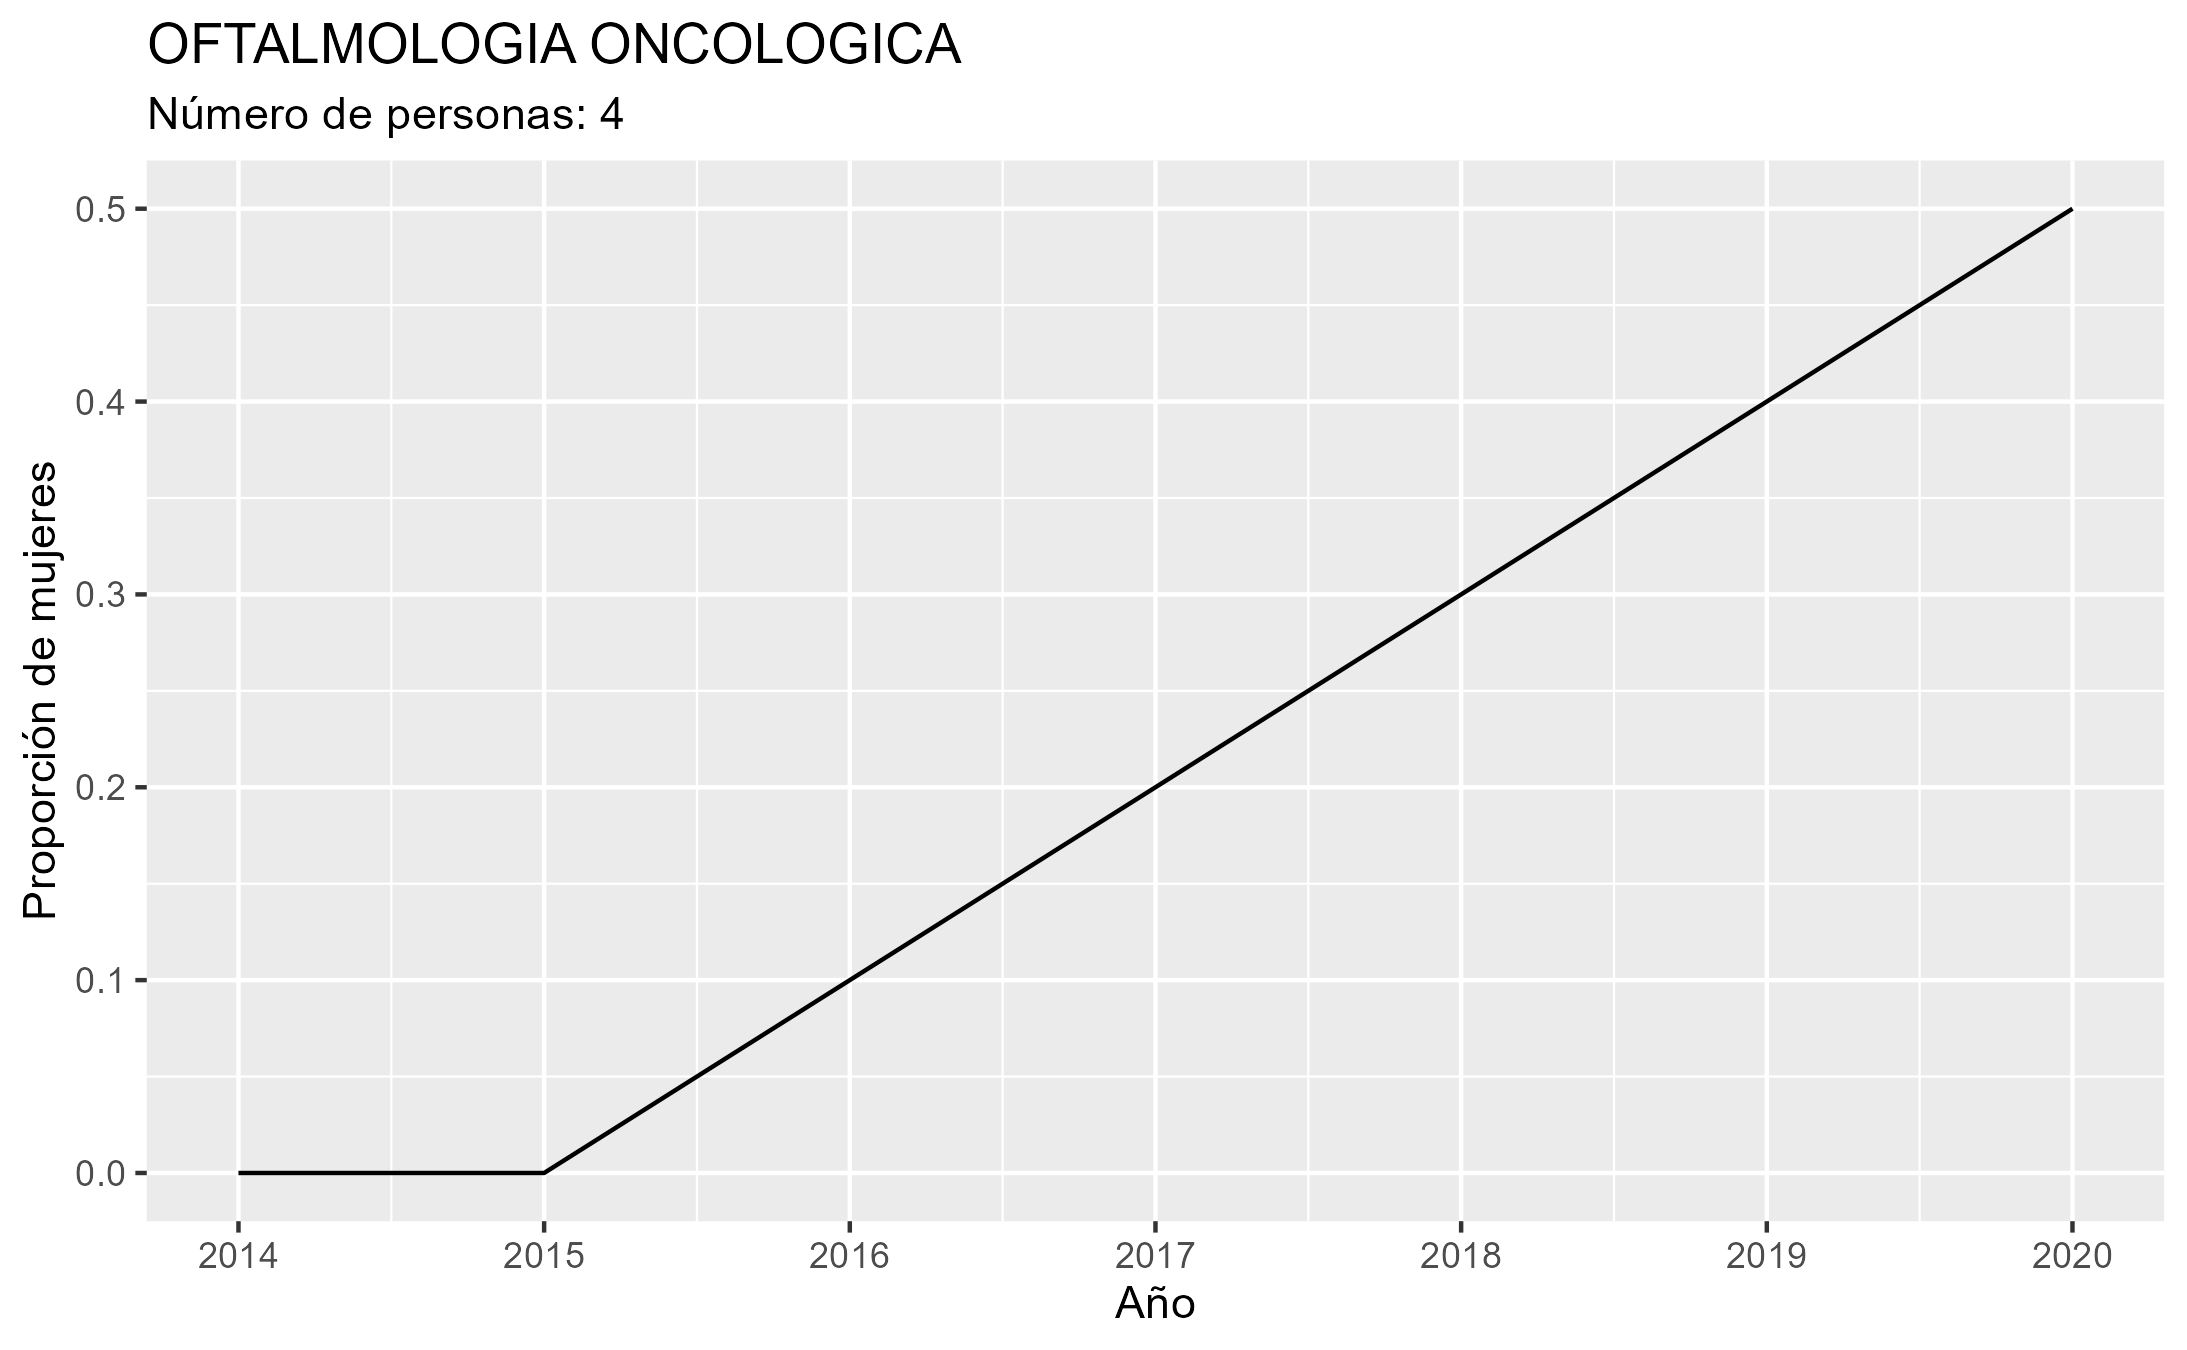 OFTALMOLOGIA ONCOLOGICA
Número de personas: 4
Proporción de mujeres
0.5
0.4
0.3
0.2
0.1
0.0
2014 2015 2016 2017 2018 2019 2020
Año